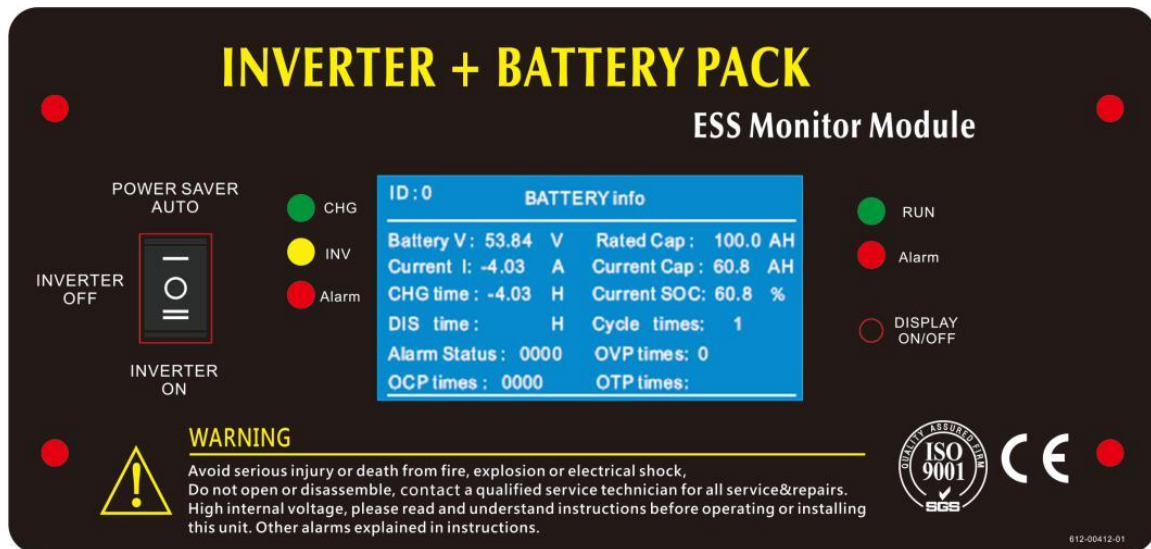 INVERTER + BATTERY PACK
ESS Monitor Module
POWER SAVER
AUTO
INVERTER
OFF
INVERTER
ON
CHG
INV
Alarm
ID : 0 BATTERY info
Battery V : 53.84 V Rated Cap : 100.0 AH
Current I: -4.03 A Current Cap : 60.8 AH
CHG time : -4.03 H Current SOC: 60.8 %
DIS time : H Cycle times: 1
Alarm Status : 0000 OVP times: 0
OCP times : 0000 OTP times:
RUN
Alarm
DISPLAY
ON/OFF
WARNING
Avoid serious injury or death from fire, explosion or electrical shock,
Do not open or disassemble, contact a qualified service technician for all service&repairs.
High internal voltage, please read and understand instructions before operating or installing
this unit. Other alarms explained in instructions.
QUALITY ASSURED FIRM
ISO
9001
SGS
CE
612-00412-01